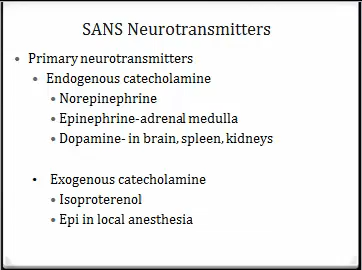 SANS Neurotransmitters
• Primary neurotransmitters
• Endogenous catecholamine
• Norepinephrine
• Epinephrine-adrenal medulla
• Dopamine- in brain, spleen, kidneys
• Exogenous catecholamine
• Isoproterenol
• Epi in local anesthesia